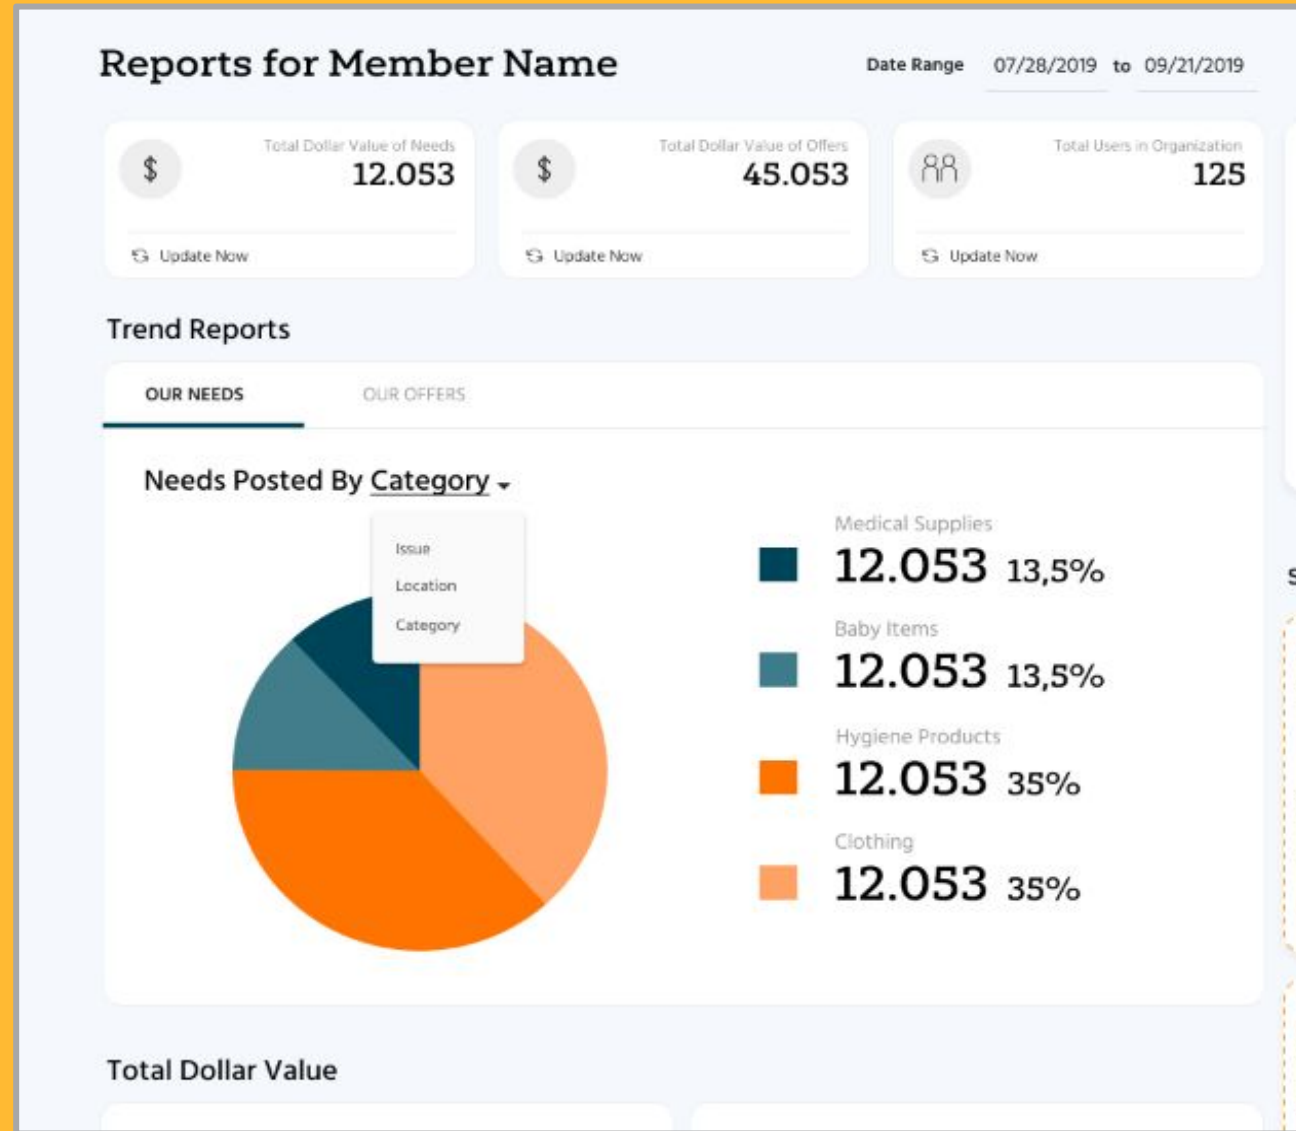 Reports for Member Name
Date Range 07/28/2019 to 09/21/2019
$ Total Dollar Value of Needs
12.053
Update Now
$ Total Dollar Value of Offers
45.053
Update Now
Total Users in Organization
125
Update Now
Trend Reports
OUR NEEDS OUR OFFERS
Needs Posted By Category
Issue
Location
Category
Medical Supplies
12.053 13,5%
Baby Items
12.053 13,5%
Hygiene Products
12.053 35%
Clothing
12.053 35%
Total Dollar Value